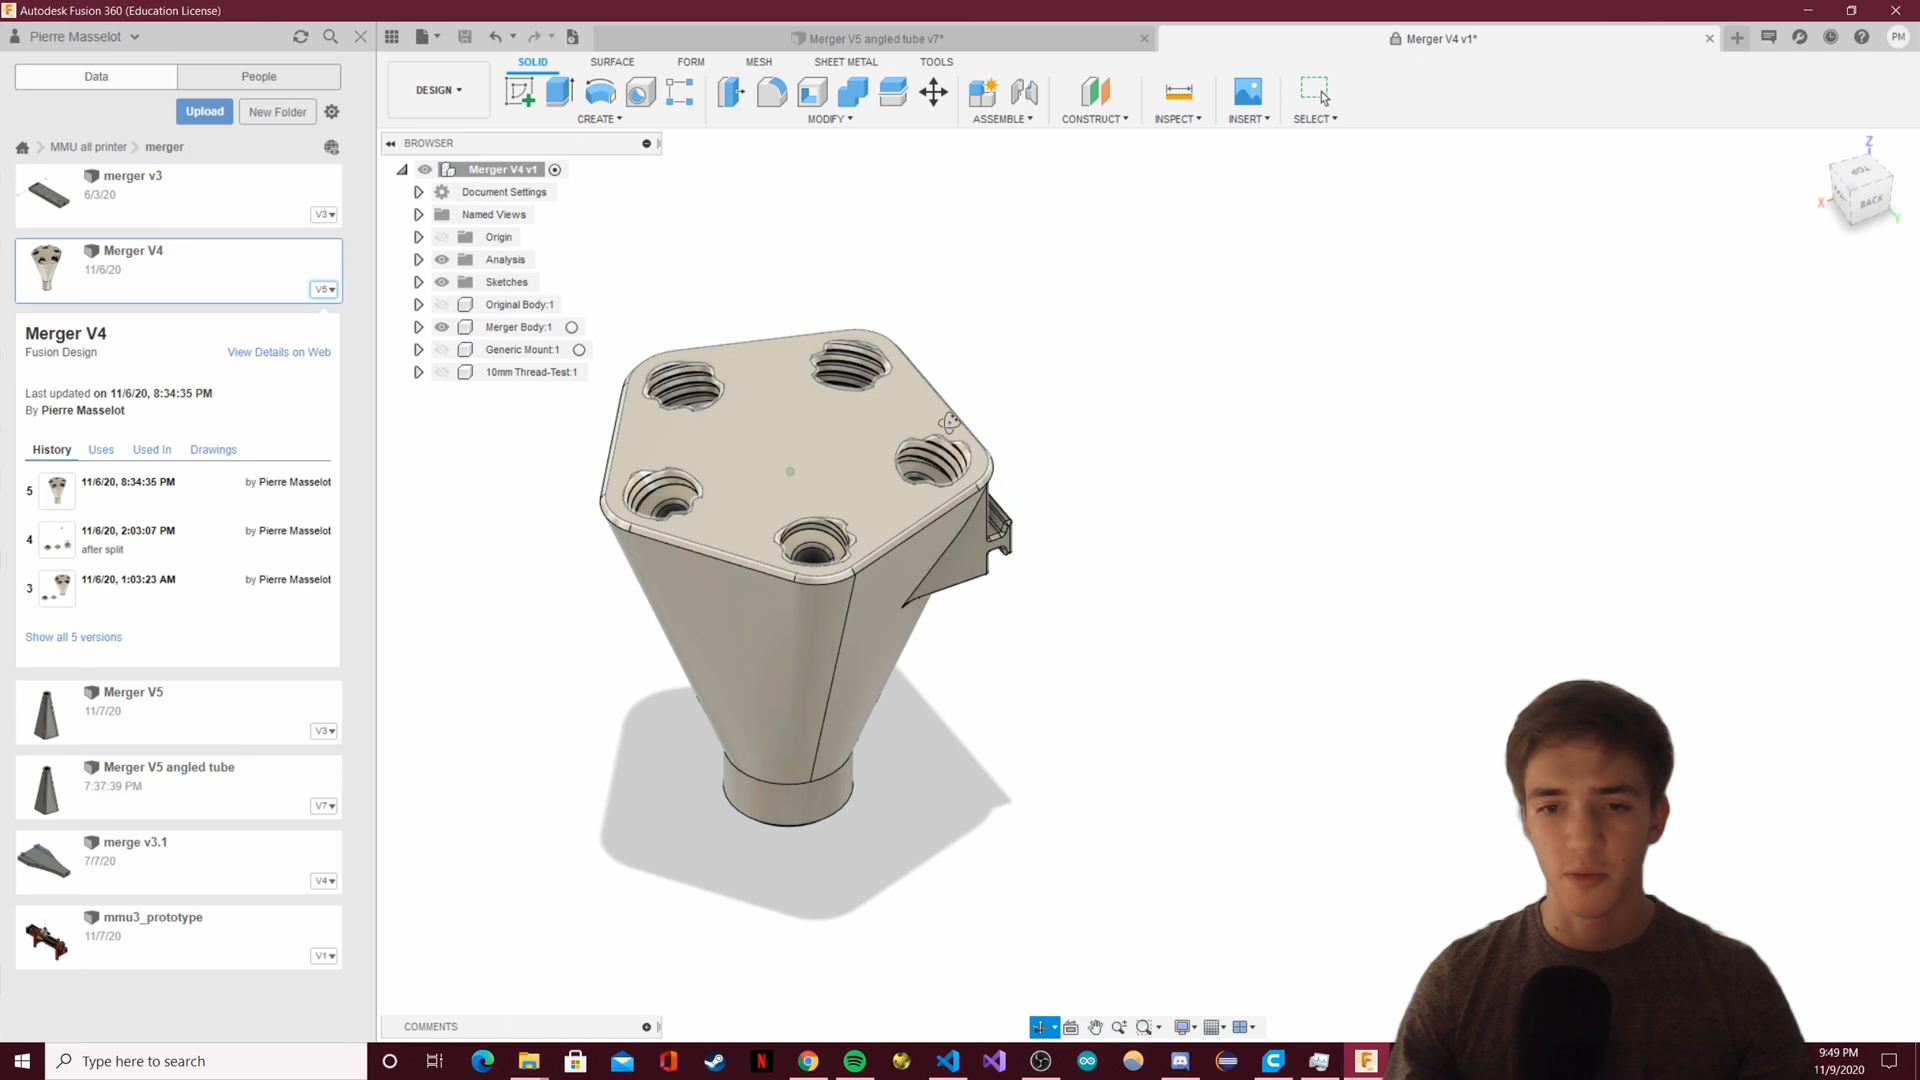 Autodesk Fusion 360 (Education License)
Pierre Masselot
Merger V5 angled tube v7*
Merger V4 v1*
PM
Data
People
Upload
New Folder
MMU all printer
merger
merger v3
6/3/20
V3
Merger V4
11/6/20
V5
Merger V4
Fusion Design
View Details on Web
Last updated on 11/6/20, 8:34:35 PM
By Pierre Masselot
History
Uses
Used In
Drawings
5
11/6/20, 8:34:35 PM
by Pierre Masselot
4
11/6/20, 2:03:07 PM
by Pierre Masselot
after split
3
11/6/20, 1:03:23 AM
by Pierre Masselot
Show all 5 versions
Merger V5
11/7/20
V3
Merger V5 angled tube
7:37:39 PM
V7
merge v3.1
7/7/20
V4
mmu3_prototype
11/7/20
V1
DESIGN
SOLID
SURFACE
FORM
MESH
SHEET METAL
TOOLS
CREATE
MODIFY
ASSEMBLE
CONSTRUCT
INSPECT
INSERT
SELECT
BROWSER
Merger V4 v1
Document Settings
Named Views
Origin
Analysis
Sketches
Original Body:1
Merger Body:1
Generic Mount:1
10mm Thread-Test:1
Z
TOP
BACK
X
Y
COMMENTS
Type here to search
9:49 PM
11/9/2020